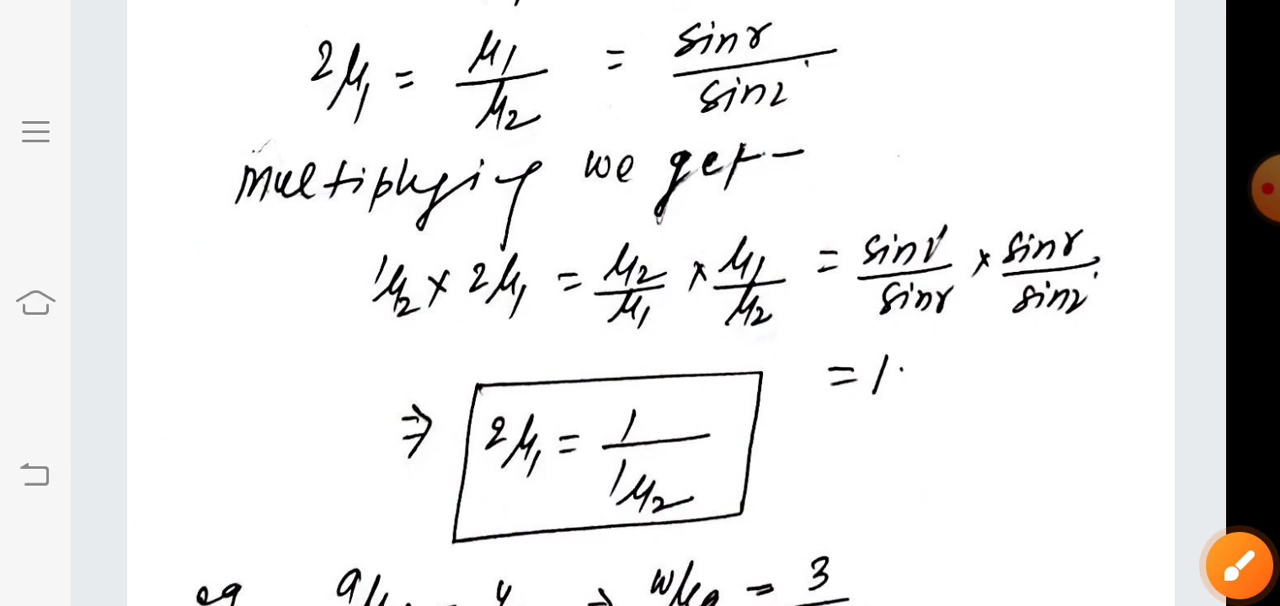 ²μ₁ = μ₁/μ₂ = sin r/sin i
Multiplying we get –
¹μ₂ × ²μ₁ = μ₂/μ₁ × μ₁/μ₂ = sin i/sin r × sin r/sin i
= 1.
⇒ ²μ₁ = 1/¹μ₂
eg